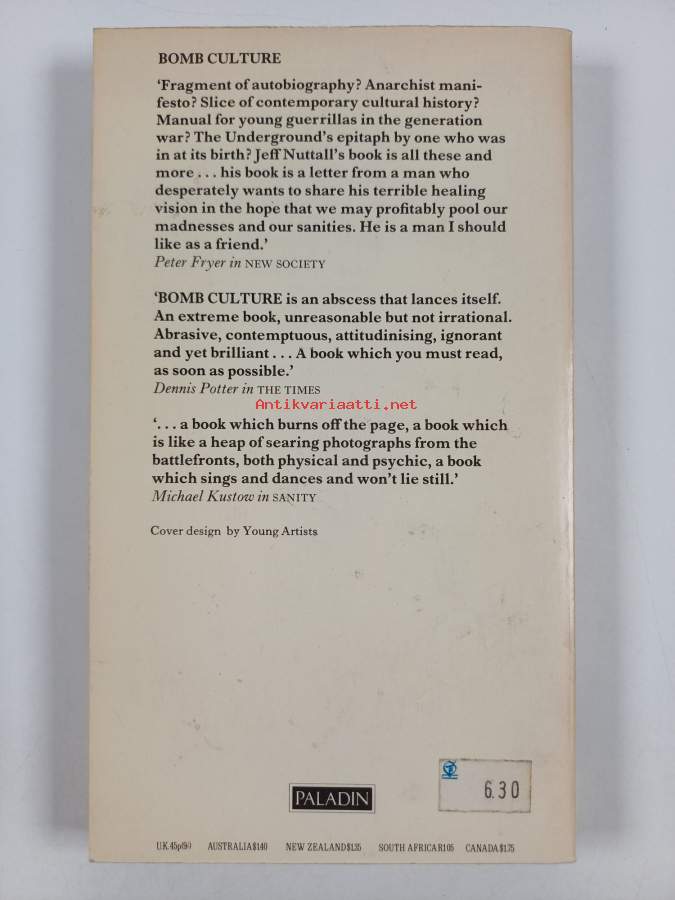 BOMB CULTURE
‘Fragment of autobiography? Anarchist mani-
festo? Slice of contemporary cultural history?
Manual for young guerrillas in the generation
war? The Underground’s epitaph by one who was
in at its birth? Jeff Nuttall’s book is all these and
more . . . his book is a letter from a man who
desperately wants to share his terrible healing
vision in the hope that we may profitably pool our
madnesses and our sanities. He is a man I should
like as a friend.’
Peter Fryer in NEW SOCIETY
‘BOMB CULTURE is an abscess that lances itself.
An extreme book, unreasonable but not irrational.
Abrasive, contemptuous, attitudinising, ignorant
and yet brilliant . . . A book which you must read,
as soon as possible.’
Dennis Potter in THE TIMES
Antikvariaatti.net
‘. . . a book which burns off the page, a book which
is like a heap of searing photographs from the
battlefronts, both physical and psychic, a book
which sings and dances and won’t lie still.’
Michael Kustow in SANITY
Cover design by Young Artists
6.30
PALADIN
U.K. 45p(9/-) AUSTRALIA $1.40 NEW ZEALAND $1.35 SOUTH AFRICA R1.05 CANADA $1.75